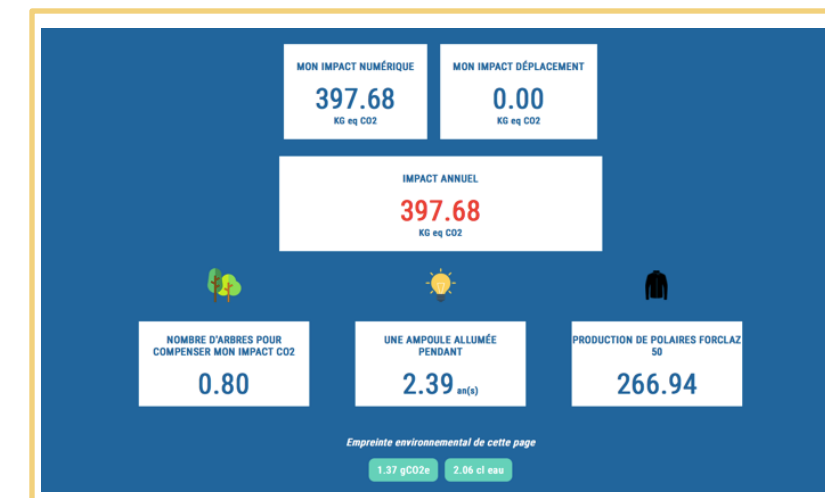 MON IMPACT NUMÉRIQUE
397.68
KG eq CO2
MON IMPACT DÉPLACEMENT
0.00
KG eq CO2
IMPACT ANNUEL
397.68
KG eq CO2
NOMBRE D'ARBRES POUR
COMPENSER MON IMPACT CO2
0.80
UNE AMPOULE ALLUMÉE
PENDANT
2.39 an(s)
PRODUCTION DE POLAIRES FORCLAZ
50
266.94
Empreinte environnemental de cette page
1.37 gCO2e
2.06 cl eau